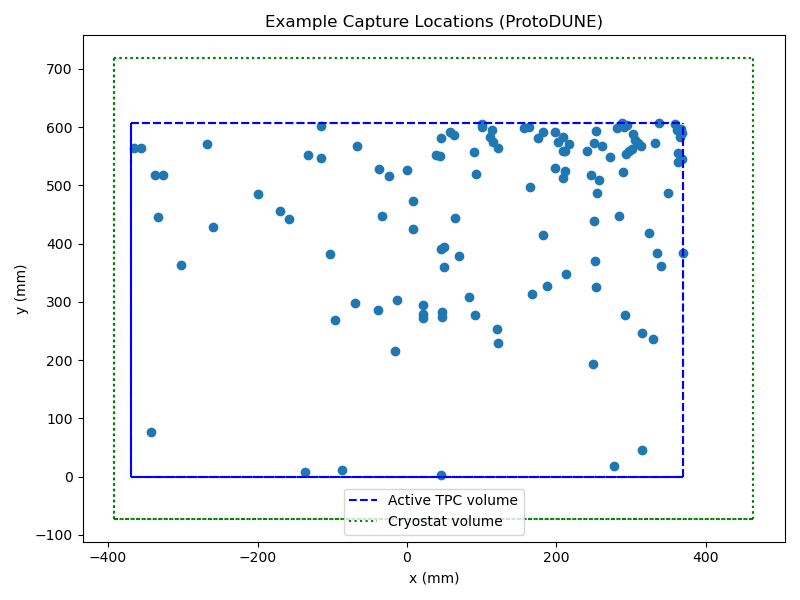 Example Capture Locations (ProtoDUNE)
y (mm)
700
600
500
400
300
200
100
0
−100
Active TPC volume
Cryostat volume
−400 −200 0 200 400
x (mm)